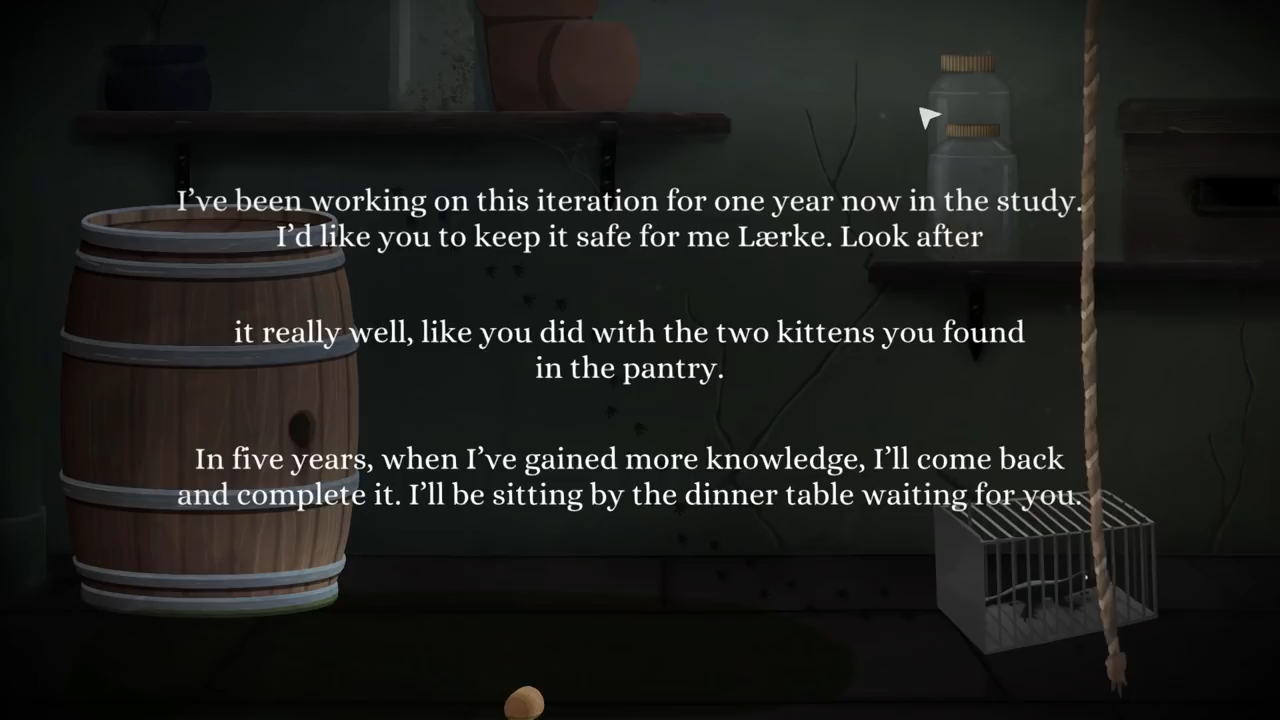 I’ve been working on this iteration for one year now in the study.
I’d like you to keep it safe for me Lærke. Look after
it really well, like you did with the two kittens you found
in the pantry.
In five years, when I’ve gained more knowledge, I’ll come back
and complete it. I’ll be sitting by the dinner table waiting for you.